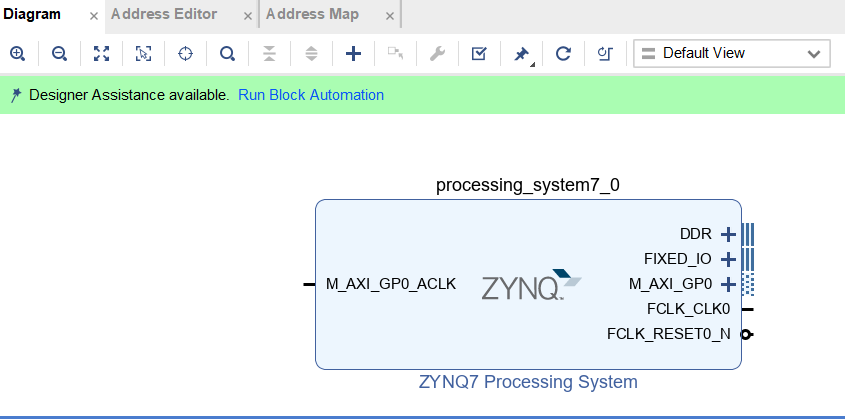 Diagram × Address Editor × Address Map ×
Default View
Designer Assistance available. Run Block Automation
processing_system7_0
DDR
FIXED_IO
M_AXI_GP0_ACLK ZYNQ™ M_AXI_GP0
FCLK_CLK0
FCLK_RESET0_N
ZYNQ7 Processing System